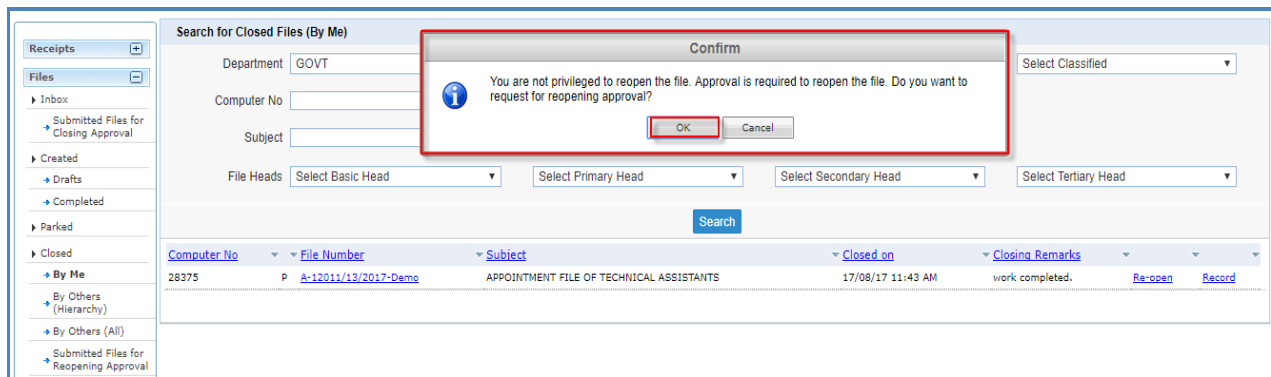 Receipts
Files
Inbox
Submitted Files for
Closing Approval
Created
Drafts
Completed
Parked
Closed
By Me
By Others
(Hierarchy)
By Others (All)
Submitted Files for
Reopening Approval
Search for Closed Files (By Me)
Department GOVT Select Classified
Computer No
Subject
File Heads Select Basic Head Select Primary Head Select Secondary Head Select Tertiary Head
Search
Confirm
You are not privileged to reopen the file. Approval is required to reopen the file. Do you want to
request for reopening approval?
OK Cancel
Computer No File Number Subject Closed on Closing Remarks
28375 P A-12011/13/2017-Demo APPOINTMENT FILE OF TECHNICAL ASSISTANTS 17/08/17 11:43 AM work completed. Re-open Record